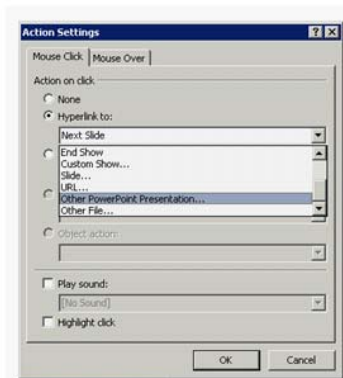 Action Settings
Mouse Click
Mouse Over
Action on click
None
Hyperlink to:
Next Slide
End Show
Custom Show...
Slide...
URL...
Other PowerPoint Presentation...
Other File...
Object action:
Play sound:
[No Sound]
Highlight click
OK
Cancel